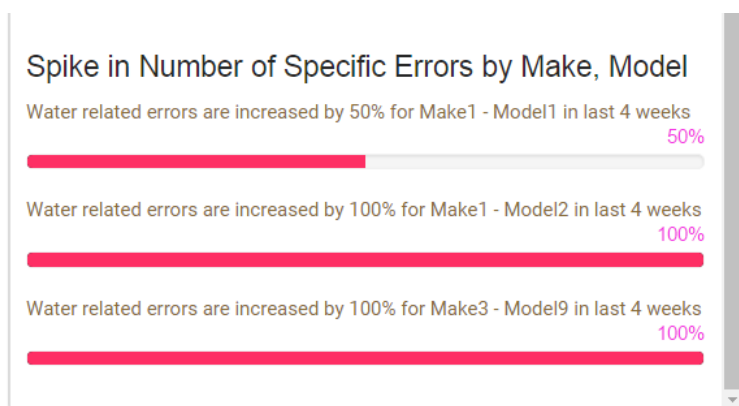 Spike in Number of Specific Errors by Make, Model
Water related errors are increased by 50% for Make1 - Model1 in last 4 weeks
50%
Water related errors are increased by 100% for Make1 - Model2 in last 4 weeks
100%
Water related errors are increased by 100% for Make3 - Model9 in last 4 weeks
100%